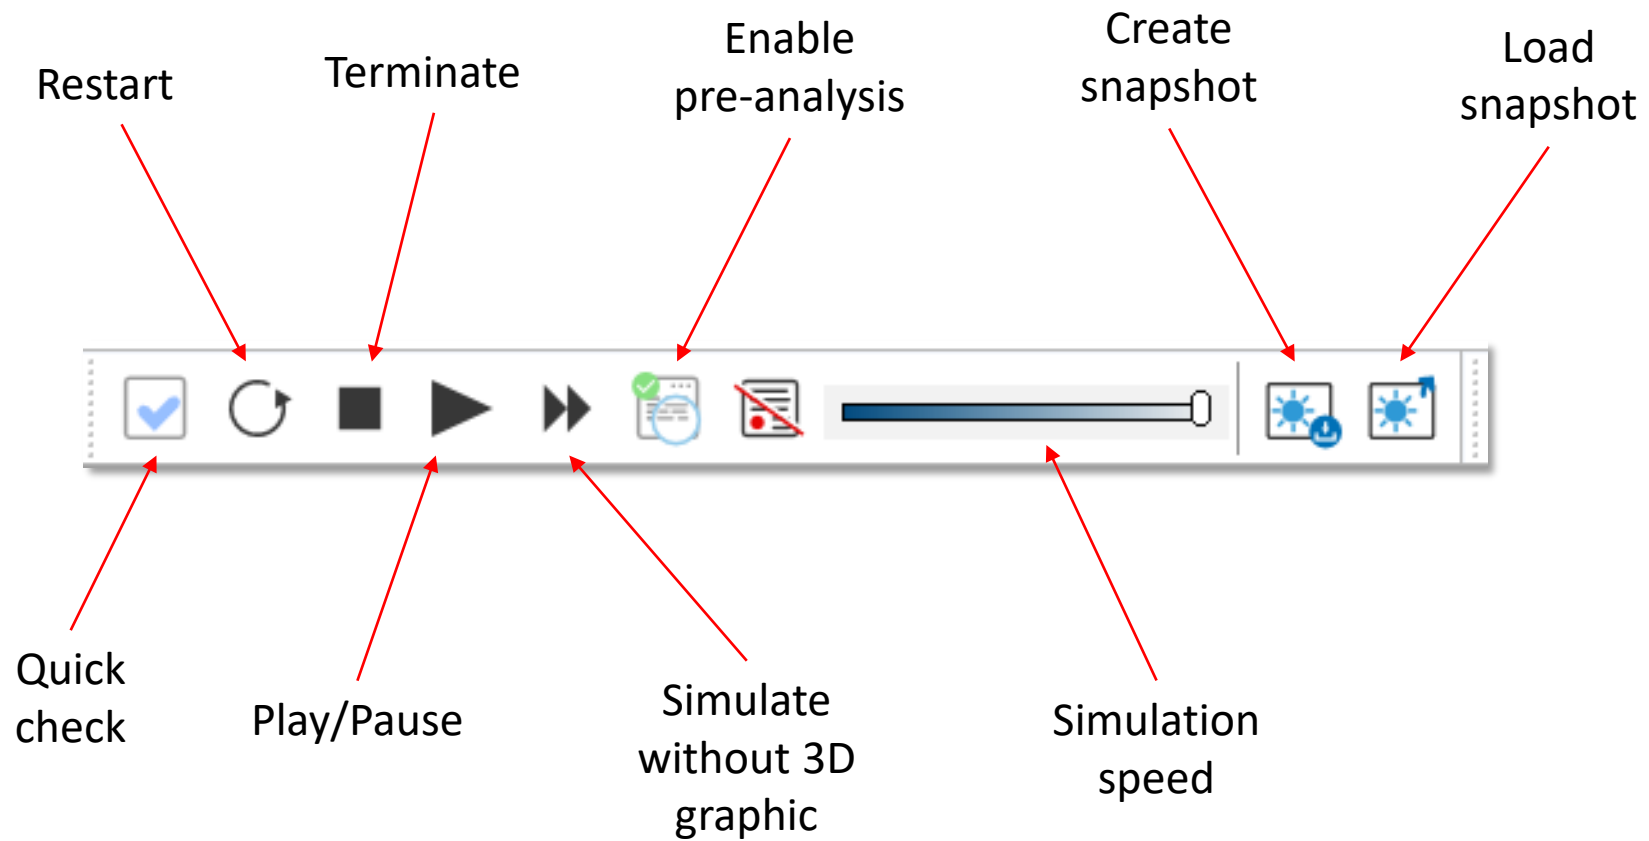 Restart
Terminate
Enable
pre-analysis
Create
snapshot
Load
snapshot
Quick
check
Play/Pause
Simulate
without 3D
graphic
Simulation
speed